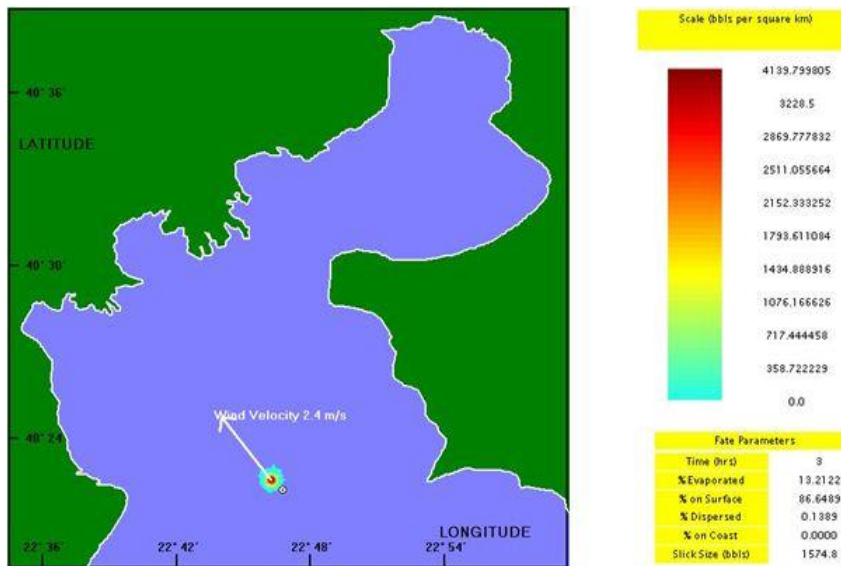 40° 36'
LATITUDE
40° 30'
Wind Velocity 2.4 m/s
40° 24'
LONGITUDE
22° 36' 22° 42' 22° 48' 22° 54'
Scale (bbls per square km)
4139.799805
3228.5
2869.777832
2511.055664
2152.333252
1793.611084
1434.888916
1076.166626
717.444458
358.722229
0.0
Fate Parameters
Time (hrs) 3
% Evaporated 13.2122
% on Surface 86.6489
% Dispersed 0.1389
% on Coast 0.0000
Slick Size (bbls) 1574.8